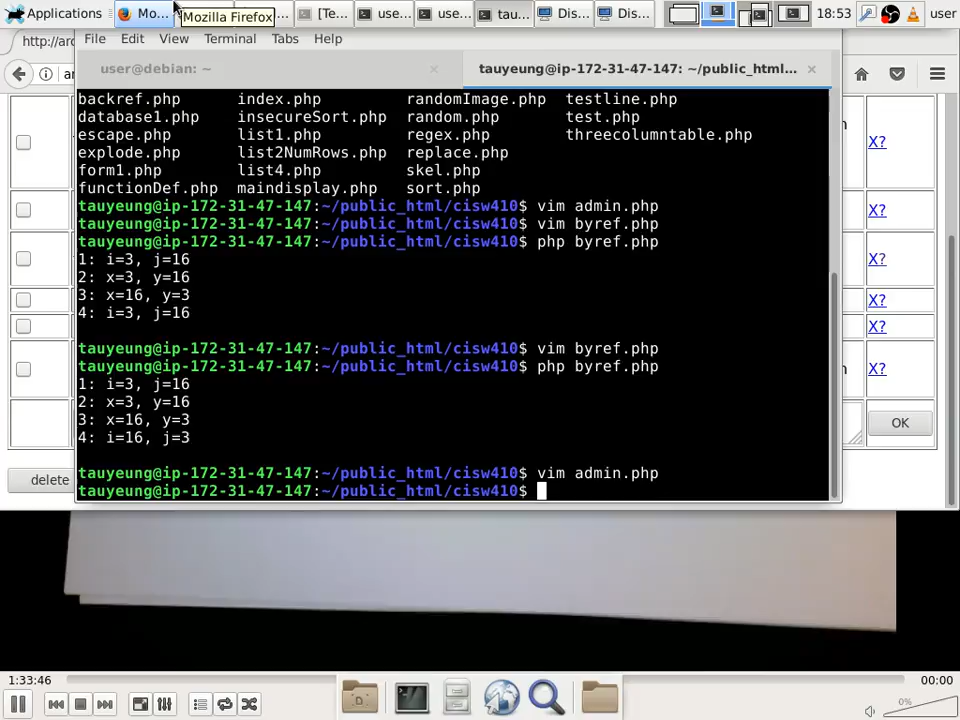 Applications Mo... ... [Te... use... use... tau... Dis... Dis... 18:53 user
Mozilla Firefox
File Edit View Terminal Tabs Help
http://arc
user@debian: ~ tauyeung@ip-172-31-47-147: ~/public_html...
backref.php index.php randomImage.php testline.php
database1.php insecureSort.php random.php test.php
escape.php list1.php regex.php threecolumntable.php
explode.php list2NumRows.php replace.php
form1.php list4.php skel.php
functionDef.php maindisplay.php sort.php
tauyeung@ip-172-31-47-147:~/public_html/cisw410$ vim admin.php
tauyeung@ip-172-31-47-147:~/public_html/cisw410$ vim byref.php
tauyeung@ip-172-31-47-147:~/public_html/cisw410$ php byref.php
1: i=3, j=16
2: x=3, y=16
3: x=16, y=3
4: i=3, j=16
tauyeung@ip-172-31-47-147:~/public_html/cisw410$ vim byref.php
tauyeung@ip-172-31-47-147:~/public_html/cisw410$ php byref.php
1: i=3, j=16
2: x=3, y=16
3: x=16, y=3
4: i=16, j=3
tauyeung@ip-172-31-47-147:~/public_html/cisw410$ vim admin.php
tauyeung@ip-172-31-47-147:~/public_html/cisw410$
X?
X?
X?
X?
X?
X?
OK
delete
1:33:46 00:00
0%